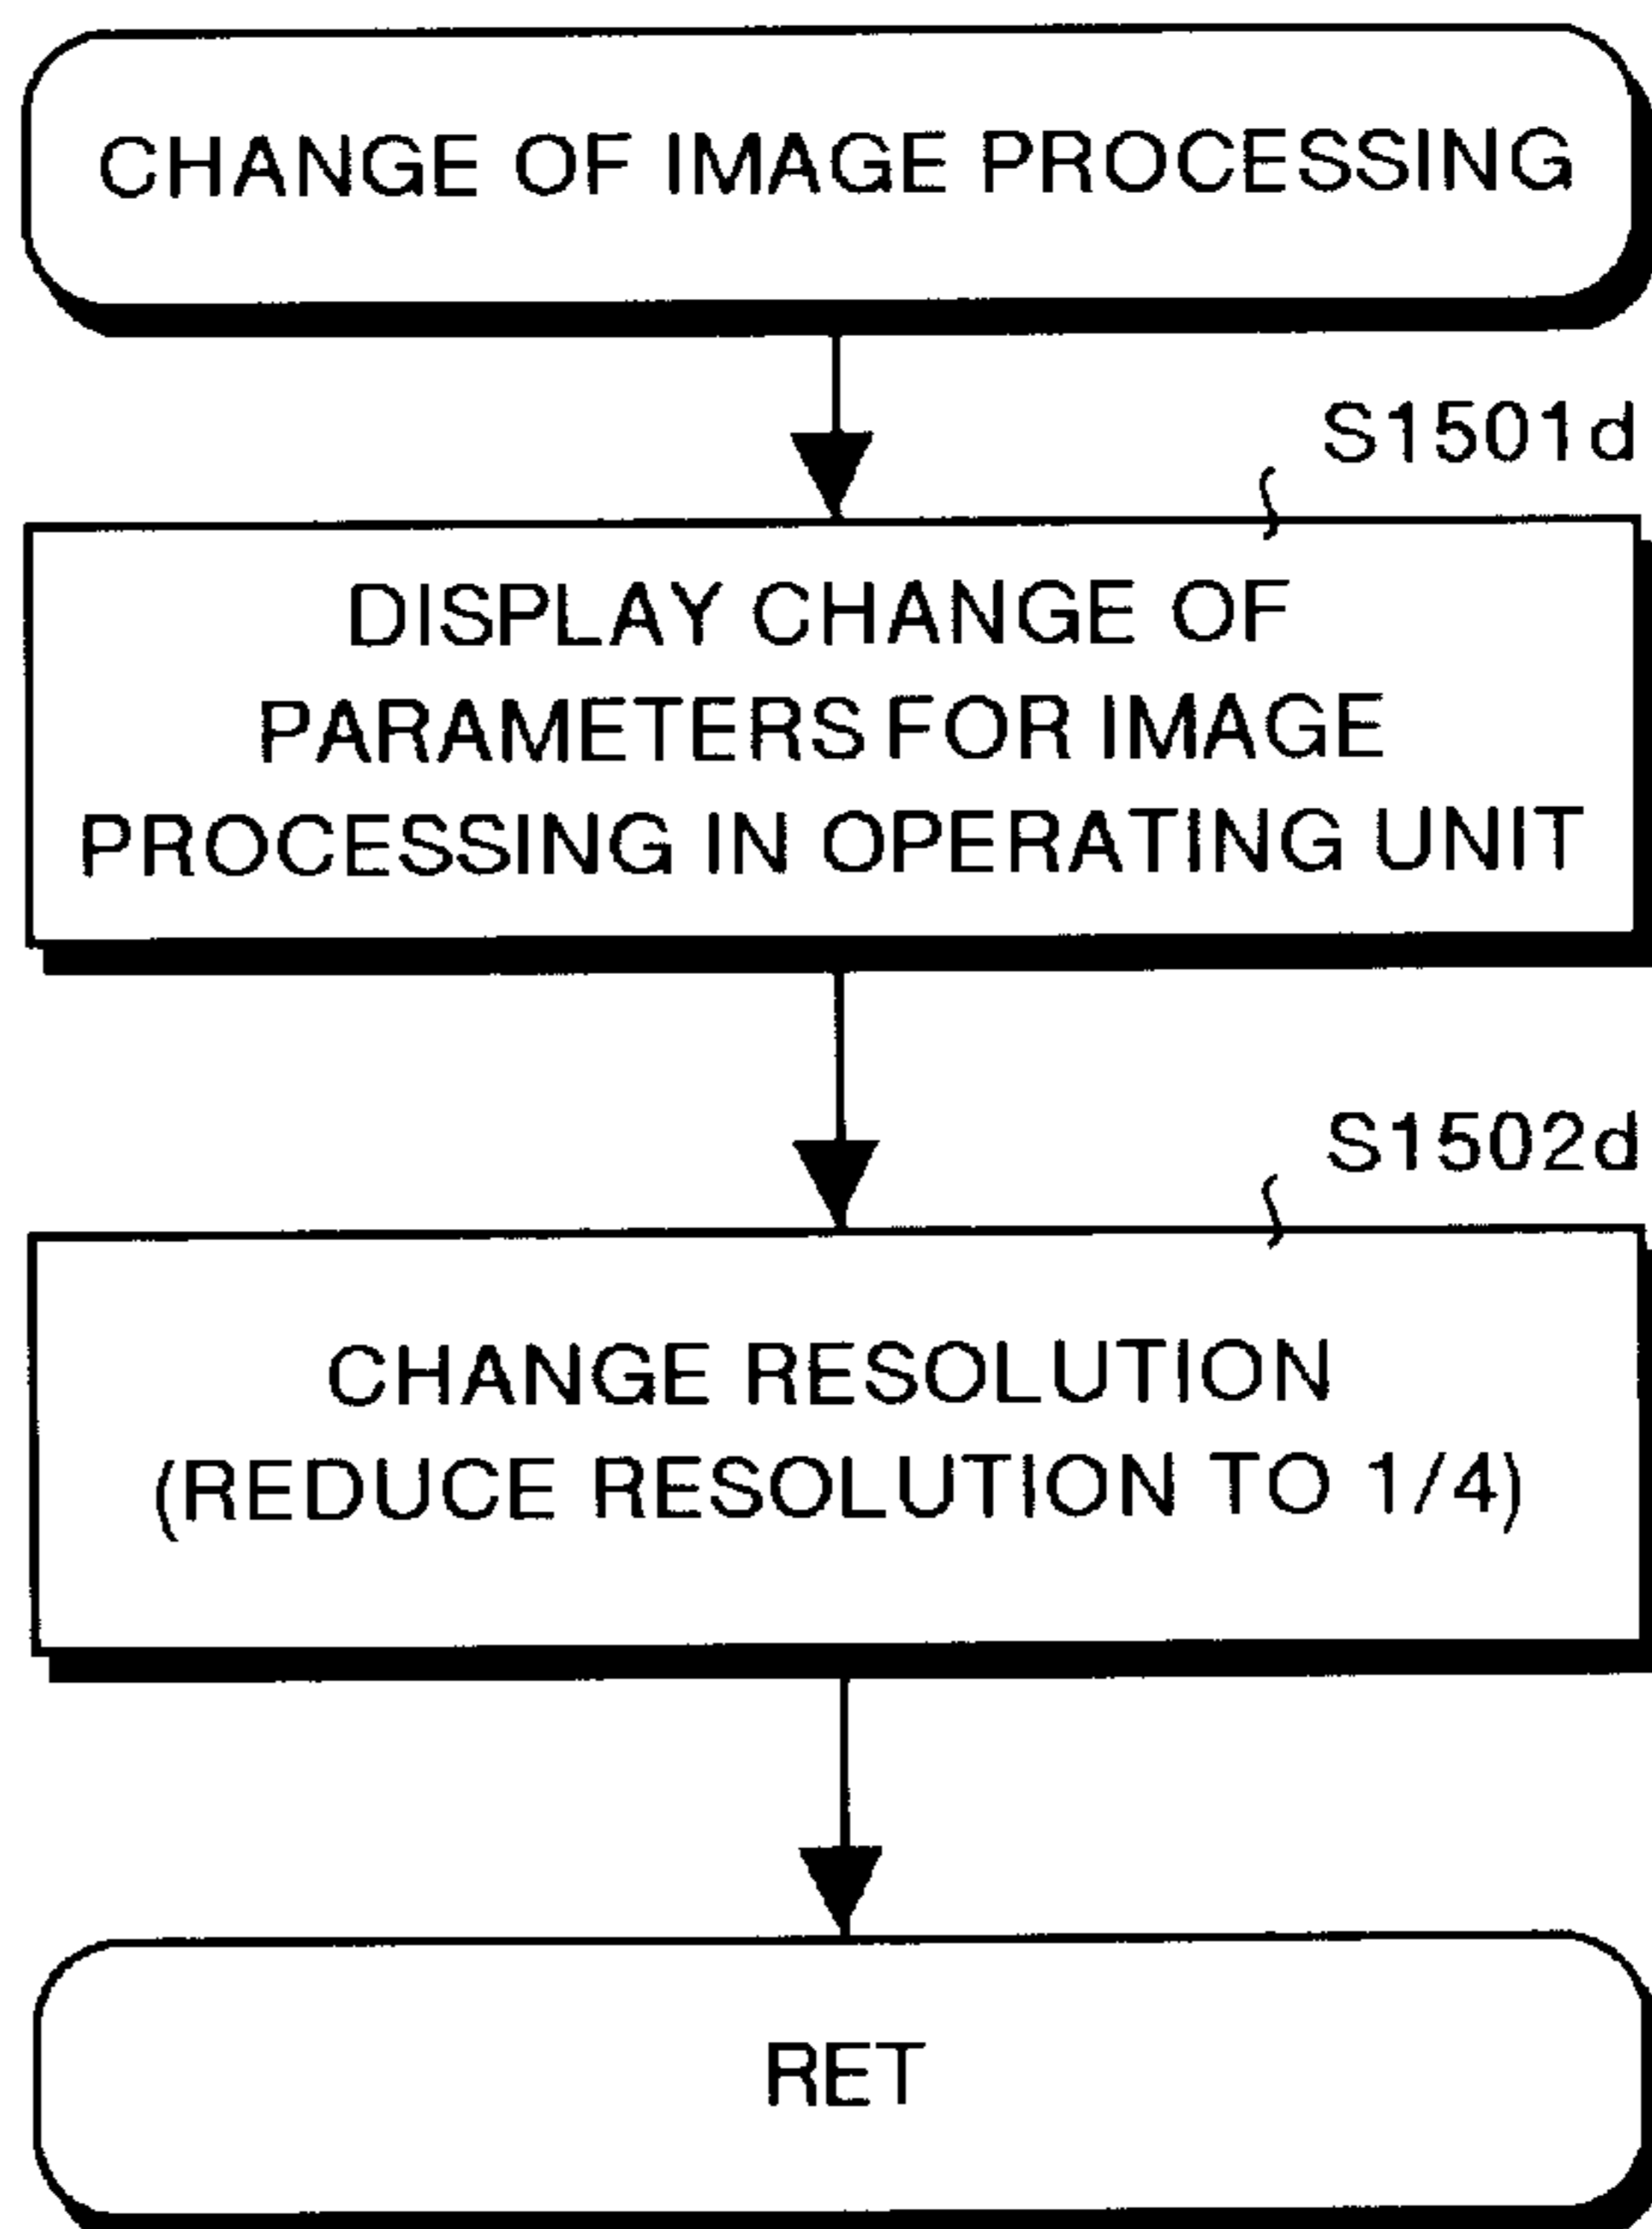 CHANGE OF IMAGE PROCESSING
S1501d
DISPLAY CHANGE OF
PARAMETERS FOR IMAGE
PROCESSING IN OPERATING UNIT
S1502d
CHANGE RESOLUTION
(REDUCE RESOLUTION TO 1/4)
RET